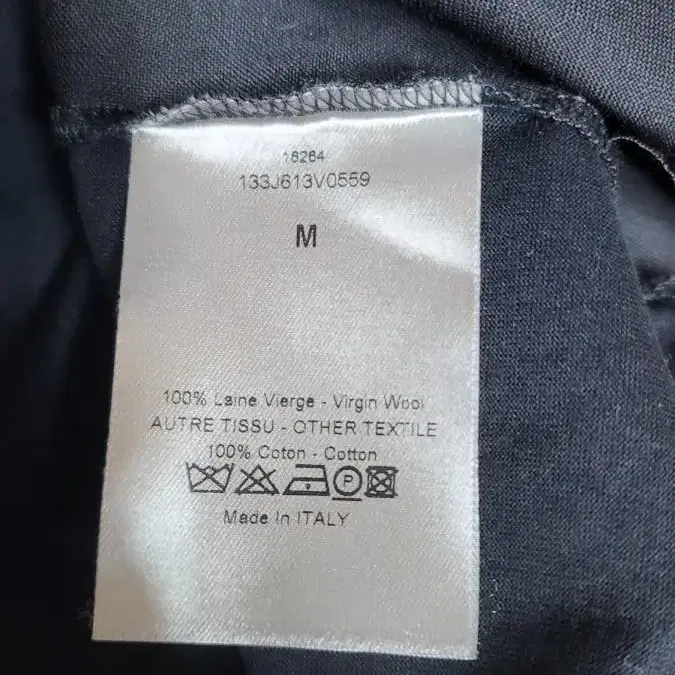 16264
133J613V0559
M
100% Laine Vierge - Virgin Wool
AUTRE TISSU - OTHER TEXTILE
100% Coton - Cotton
P
Made In ITALY